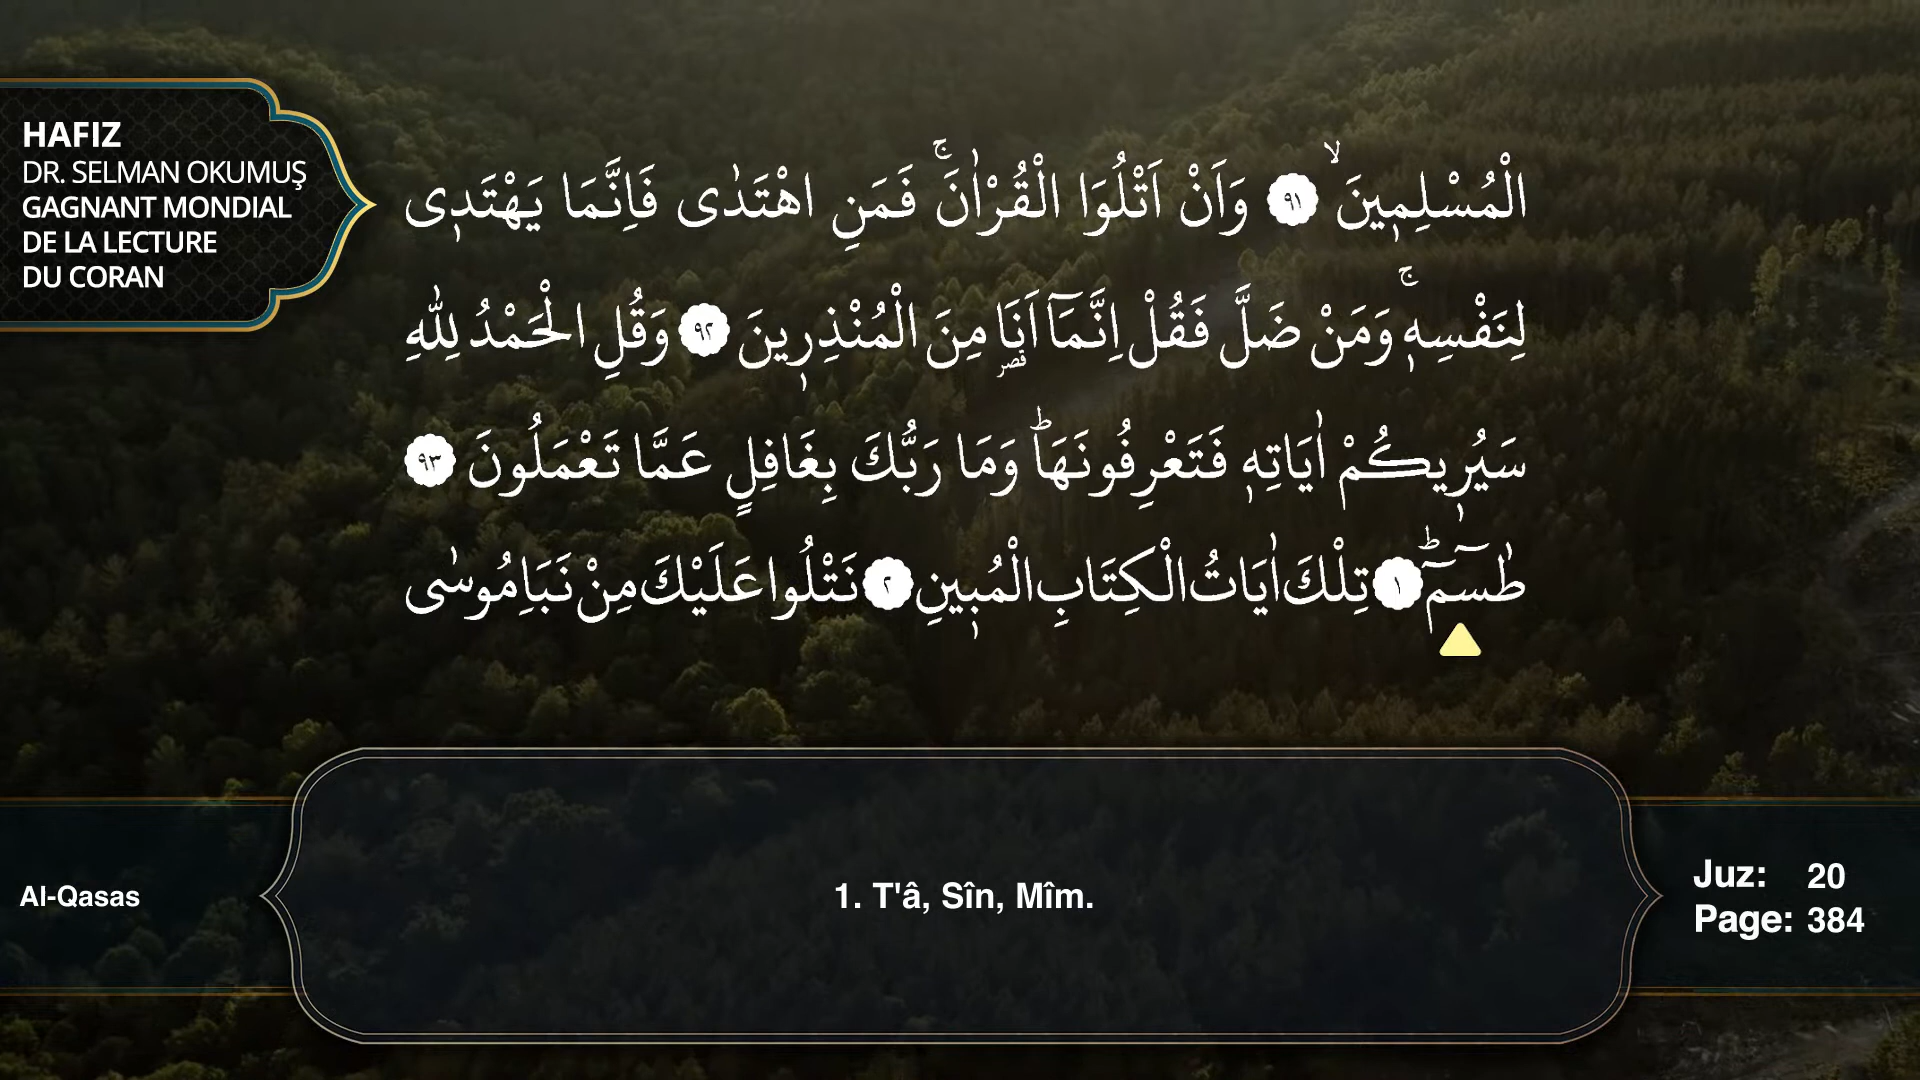 HAFIZ
DR. SELMAN OKUMUŞ
GAGNANT MONDIAL
DE LA LECTURE
DU CORAN
الْمُسْلِمٖينَۙ ﴿٩١﴾ وَاَنْ اَتْلُوَا الْقُرْاٰنَۚ فَمَنِ اهْتَدٰى فَاِنَّمَا يَهْتَدٖى
لِنَفْسِهٖۚ وَمَنْ ضَلَّ فَقُلْ اِنَّمَٓا اَنَا۬ مِنَ الْمُنْذِرٖينَ ﴿٩٢﴾ وَقُلِ الْحَمْدُ لِلّٰهِ
سَيُرٖيكُمْ اٰيَاتِهٖ فَتَعْرِفُونَهَاؕ وَمَا رَبُّكَ بِغَافِلٍ عَمَّا تَعْمَلُونَ ﴿٩٣﴾
طٰسٓمٓؕ ﴿١﴾ تِلْكَ اٰيَاتُ الْكِتَابِ الْمُبٖينِ ﴿٢﴾ نَتْلُوا عَلَيْكَ مِنْ نَبَاِ مُوسٰى
Al-Qasas
1. T'â, Sîn, Mîm.
Juz: 20
Page: 384